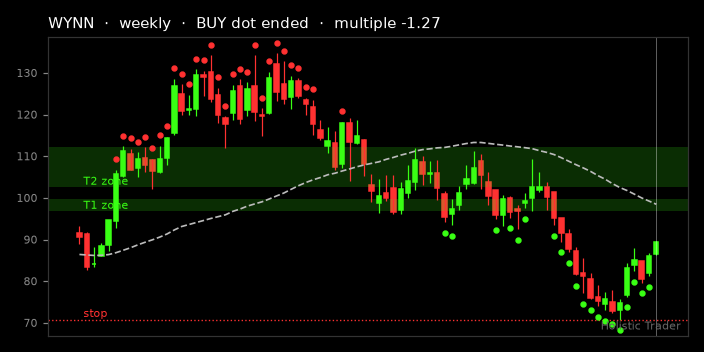 WYNN · weekly · BUY dot ended · multiple -1.27
130
120
110
100
90
80
70
T2 zone
T1 zone
stop
Holistic Trader